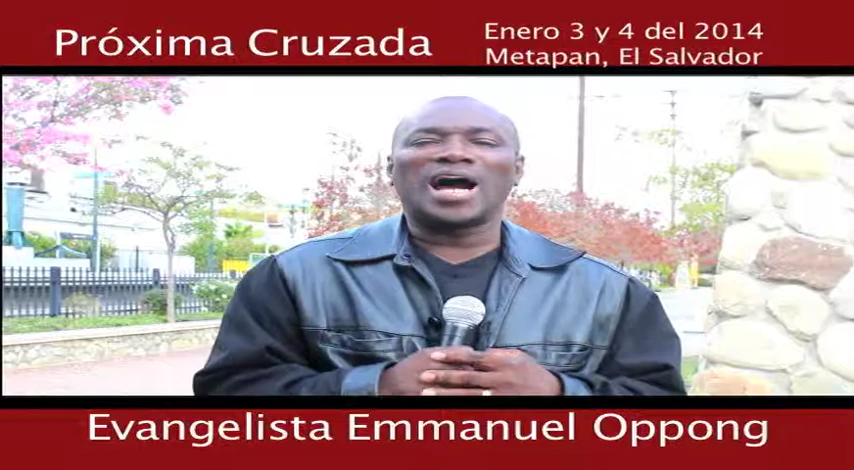 Próxima Cruzada
Enero 3 y 4 del 2014
Metapan, El Salvador
Evangelista Emmanuel Oppong